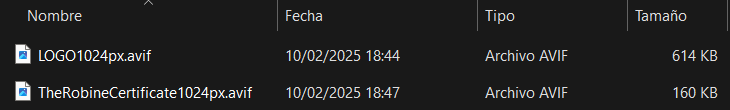 Nombre Fecha Tipo Tamaño
LOGO1024px.avif 10/02/2025 18:44 Archivo AVIF 614 KB
TheRobineCertificate1024px.avif 10/02/2025 18:47 Archivo AVIF 160 KB